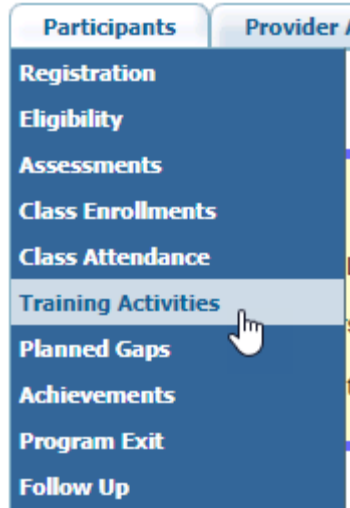 Participants Provider
Registration
Eligibility
Assessments
Class Enrollments
Class Attendance
Training Activities
Planned Gaps
Achievements
Program Exit
Follow Up